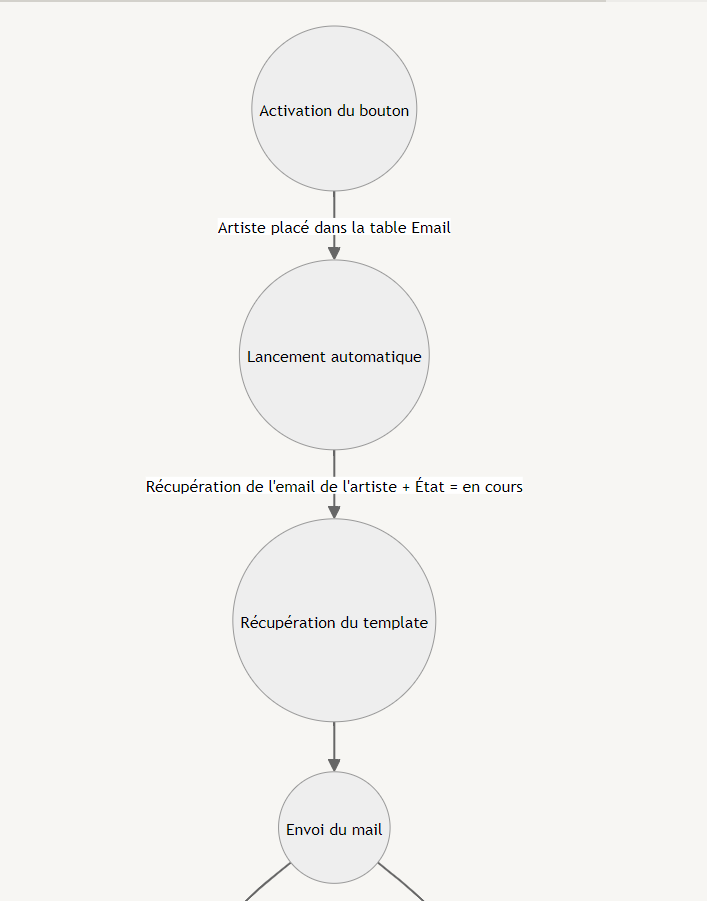 Activation du bouton
Artiste placé dans la table Email
Lancement automatique
Récupération de l'email de l'artiste + État = en cours
Récupération du template
Envoi du mail